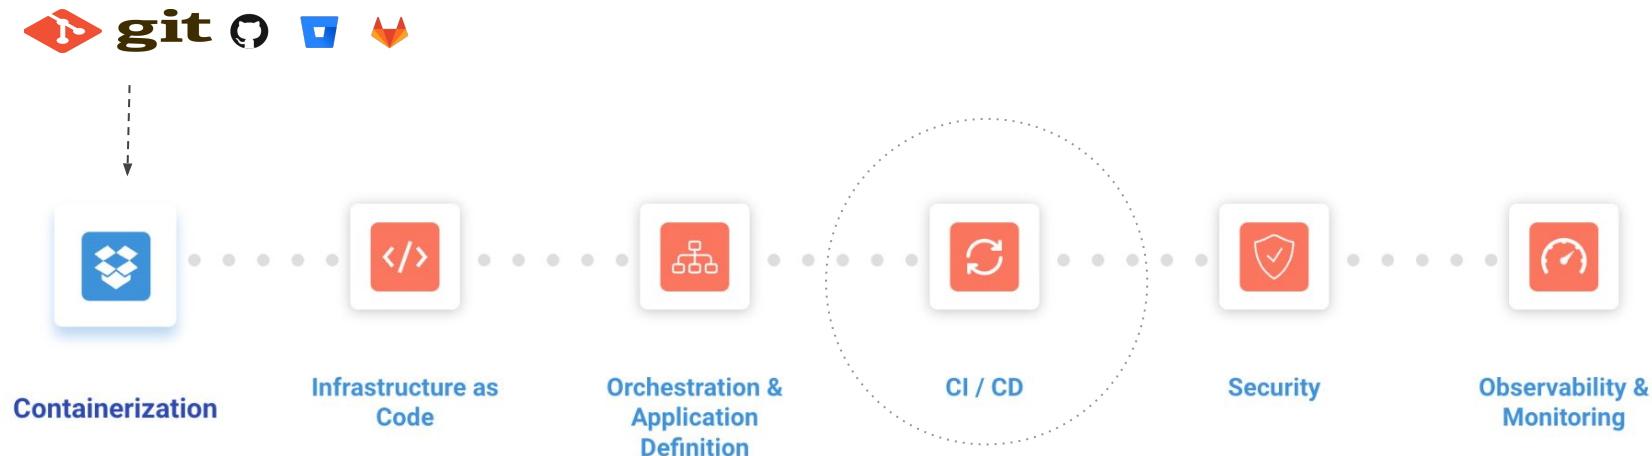 git
Containerization
Infrastructure as
Code
Orchestration &
Application
Definition
CI / CD
Security
Observability &
Monitoring